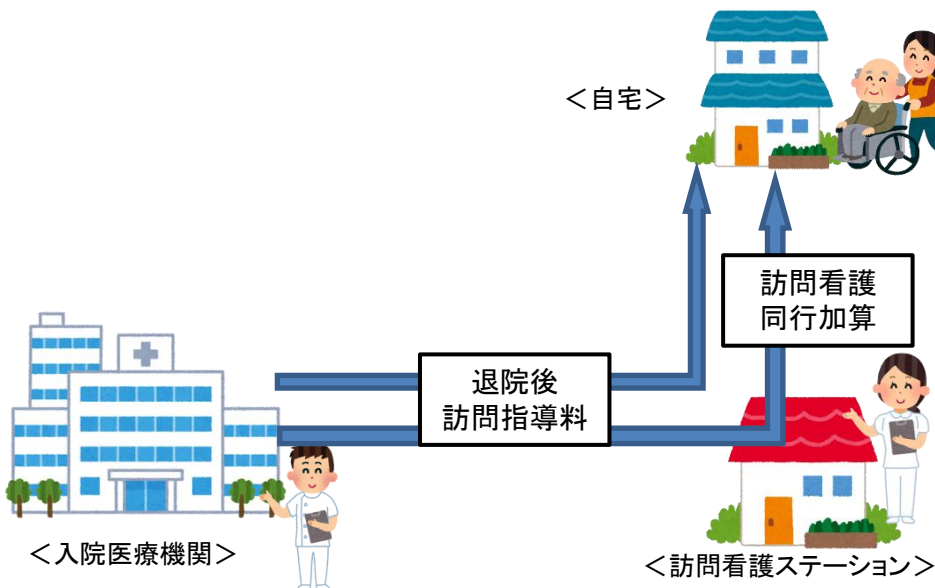 ＜自宅＞
訪問看護
同行加算
退院後
訪問指導料
＜入院医療機関＞
＜訪問看護ステーション＞